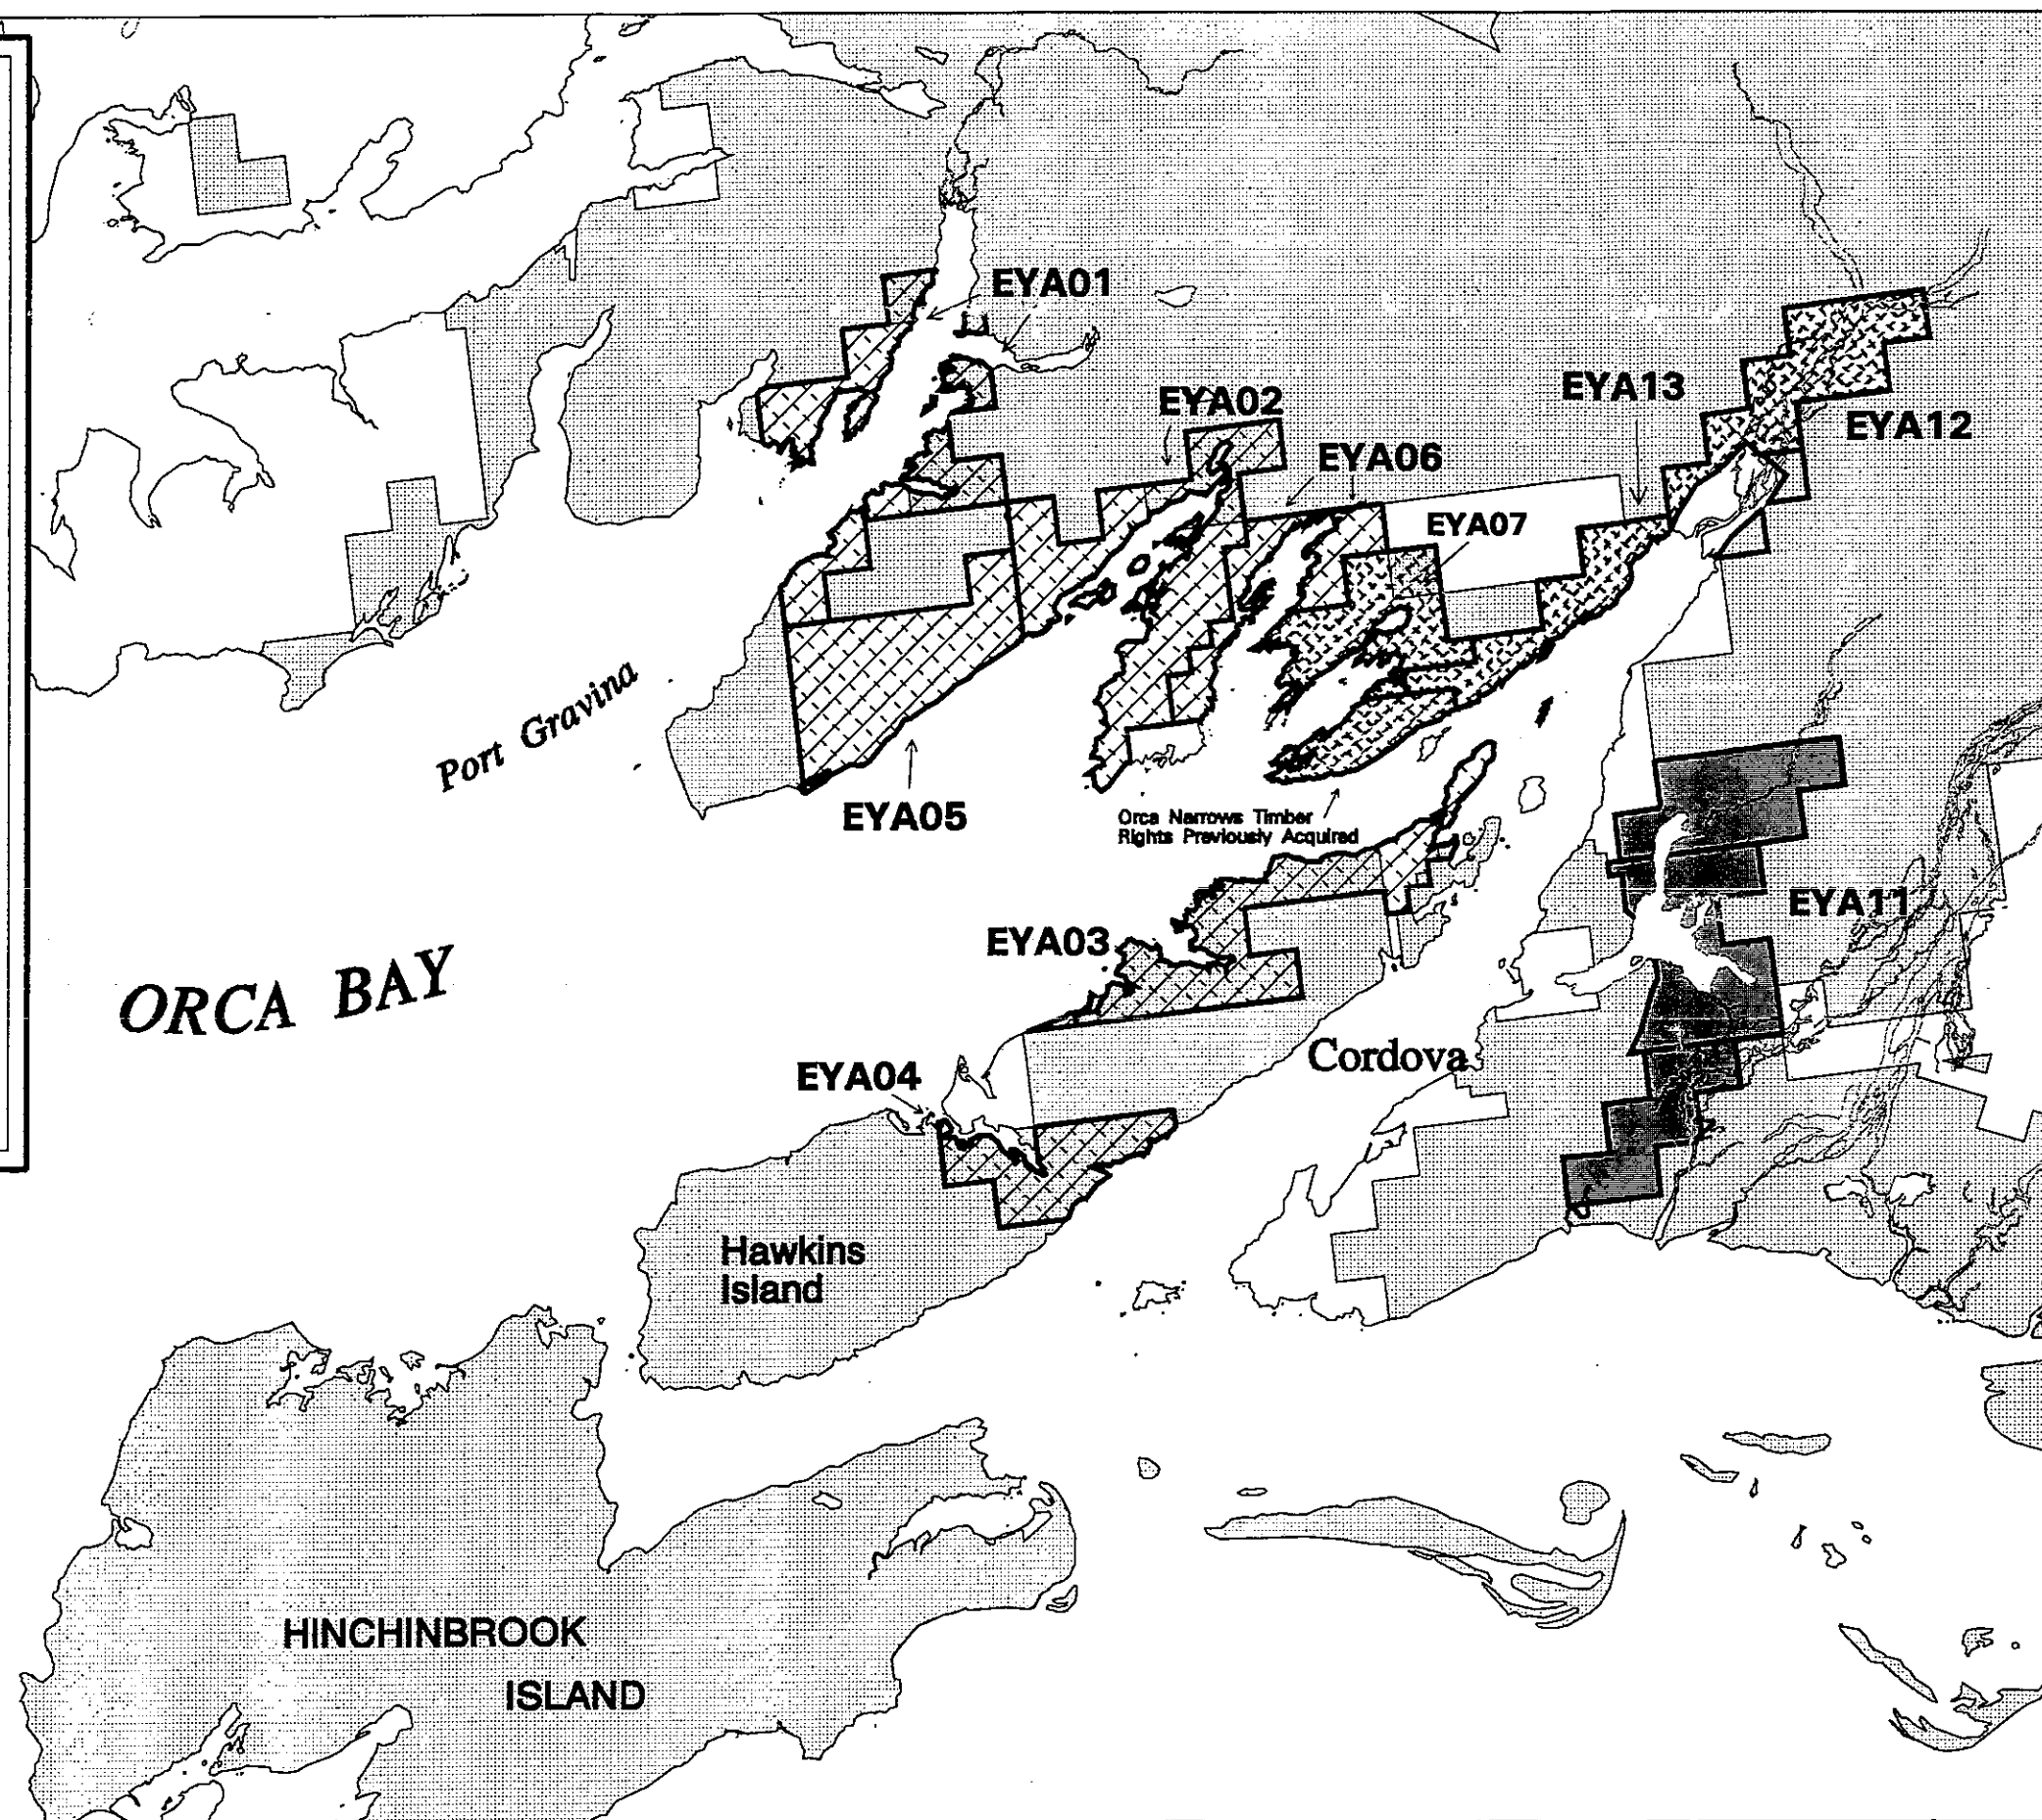 EYA01
EYA13
EYA02
EYA12
EYA06
EYA07
Port Gravina
EYA05
Orca Narrows Timber
Rights Previously Acquired
EYA11
EYA03
ORCA BAY
Cordova
EYA04
Hawkins
Island
HINCHINBROOK
ISLAND